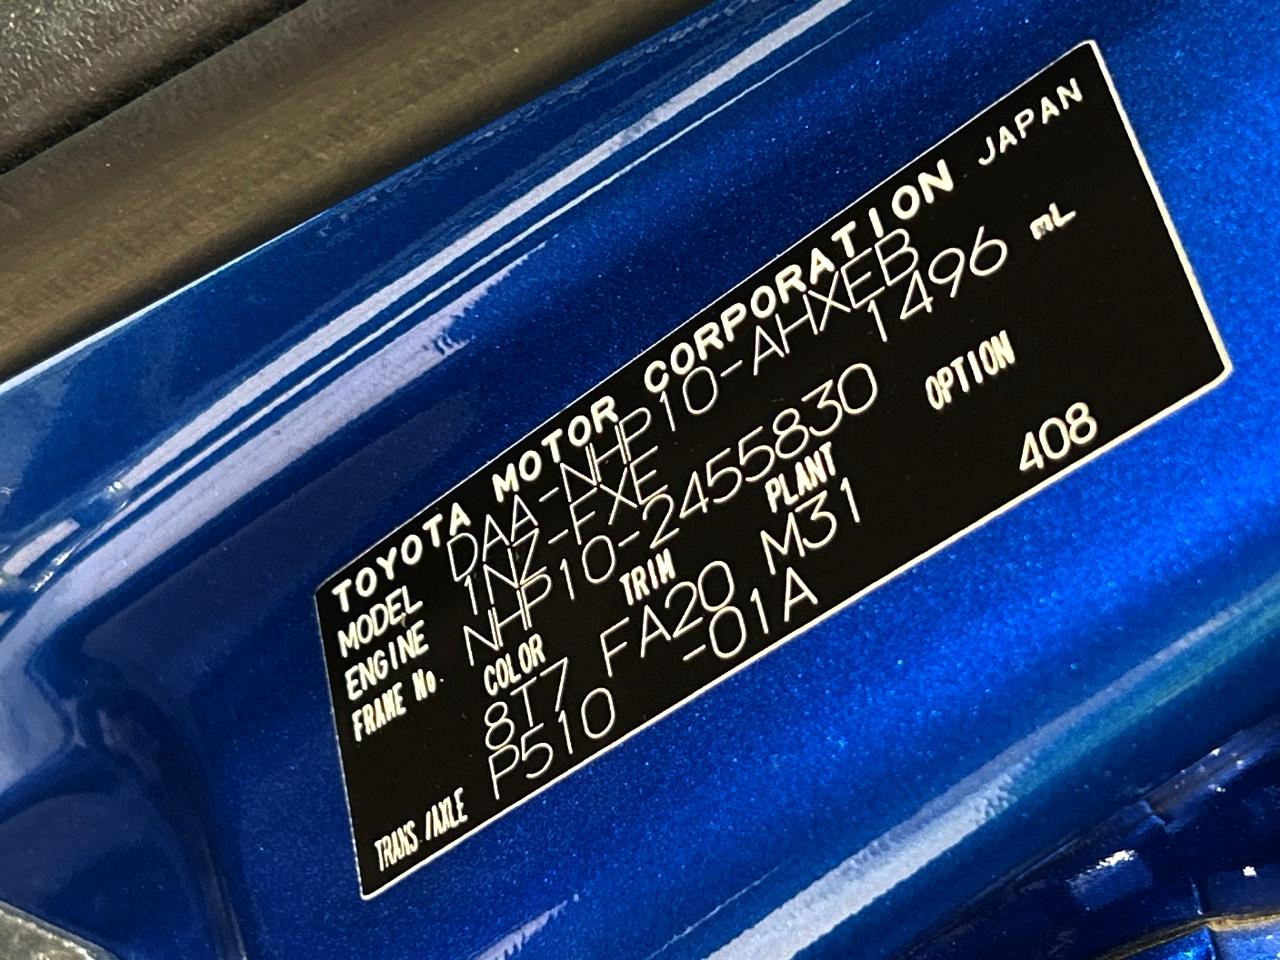 TOYOTA MOTOR CORPORATION JAPAN
MODEL DAA-NHP10-AHXEB
ENGINE 1NZ-FXE 1496 mL
FRAME No. NHP10-2455830
COLOR TRIM PLANT OPTION
8T7 FA20 M31 408
TRANS./AXLE P510 -01A